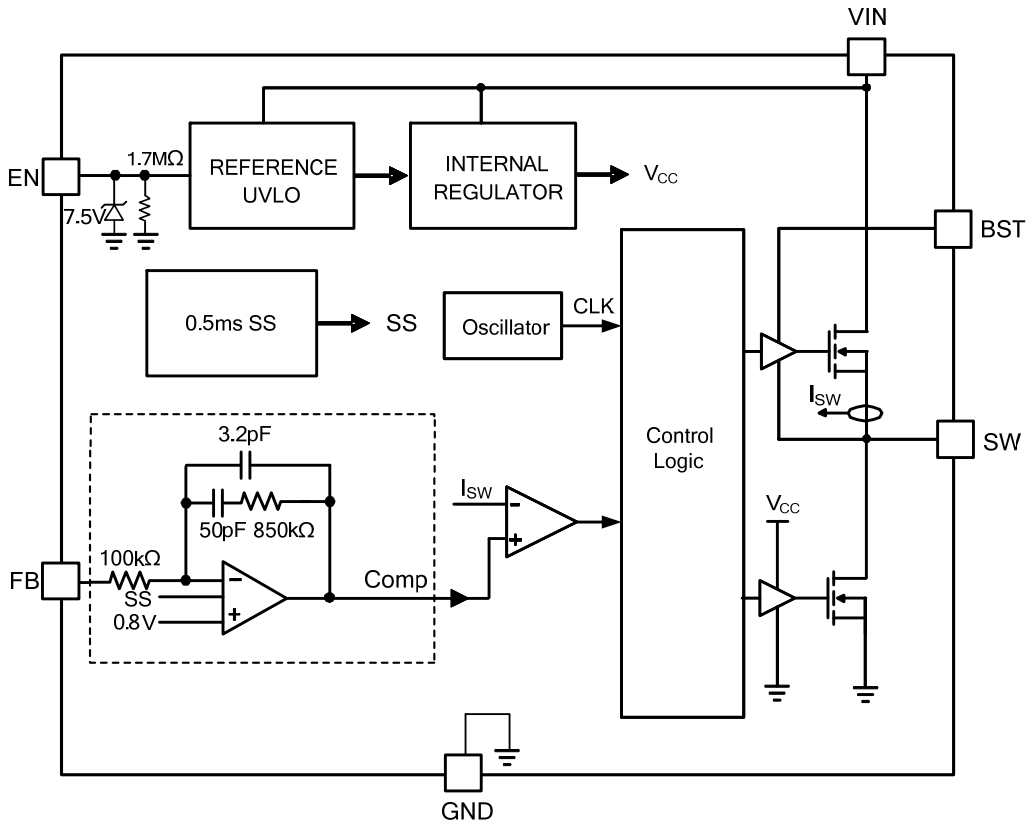 VIN
EN
1.7MΩ
7.5V
REFERENCE
UVLO
INTERNAL
REGULATOR
VCC
BST
0.5ms SS
SS
Oscillator
CLK
Control
Logic
ISW
SW
3.2pF
50pF
850kΩ
ISW
-
+
VCC
FB
100kΩ
SS
0.8V
-
+
Comp
GND